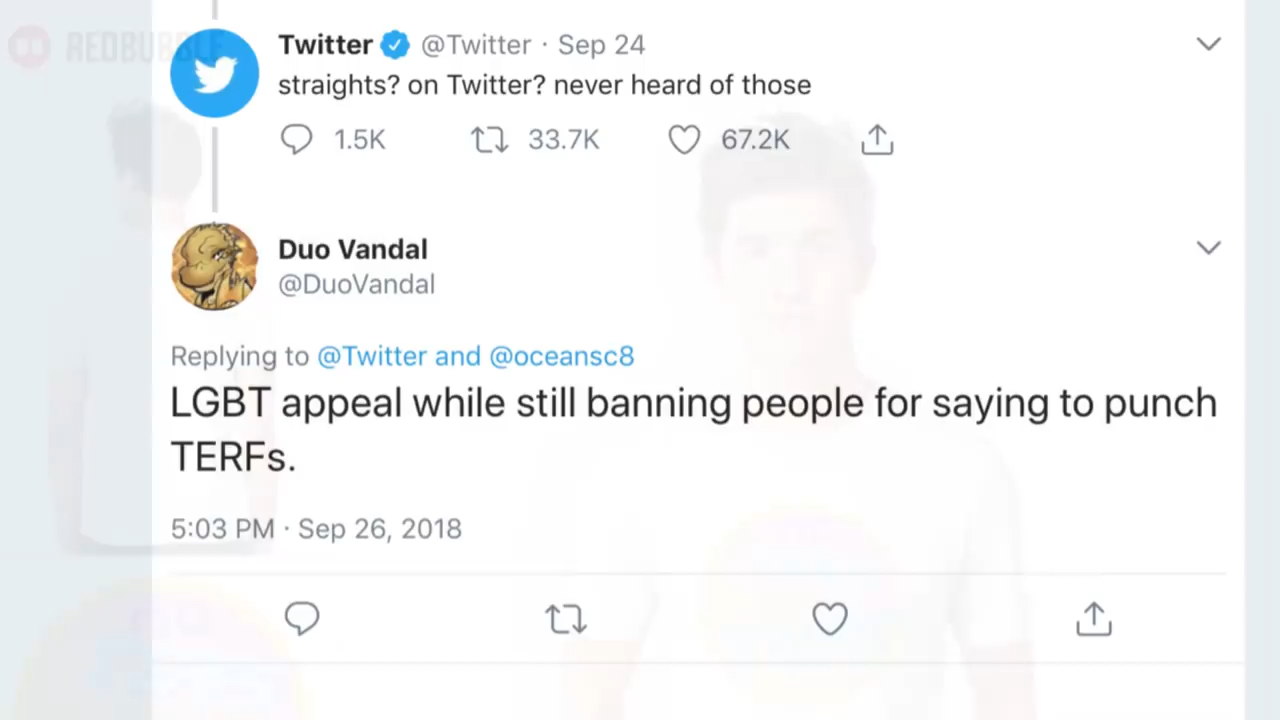 REDBUBBLE
Twitter @Twitter · Sep 24
straights? on Twitter? never heard of those
1.5K 33.7K 67.2K
Duo Vandal
@DuoVandal
Replying to @Twitter and @oceansc8
LGBT appeal while still banning people for saying to punch
TERFs.
5:03 PM · Sep 26, 2018